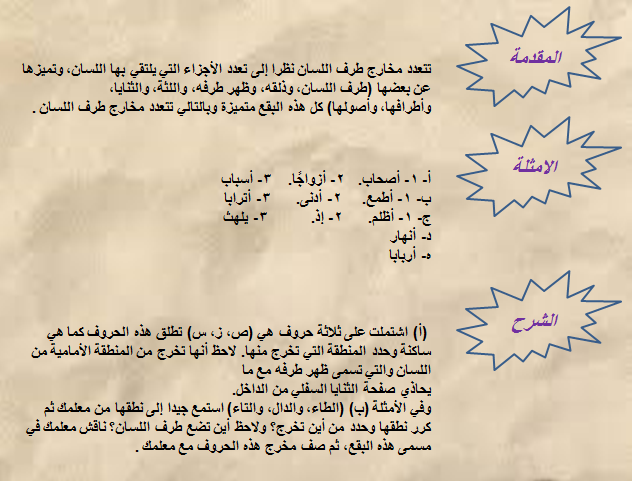 المقدمة
تتعدد مخارج طرف اللسان نظرا إلى تعدد الأجزاء التي يلتقي بها اللسان، وتميزها
عن بعضها (طرف اللسان، وذلقه، وظهر طرفه، واللثة، والثنايا،
وأطرافها، وأصولها) كل هذه البقع متميزة وبالتالي تتعدد مخارج طرف اللسان .
الامثلة
أ- ١- أصحاب. ٢- أزواجًا. ٣- أسباب
ب- ١- أطمع. ٢- أدنى. ٣- أترابا
ج- ١- أظلم. ٢- إذ. ٣- يلهث
د- أنهار
ه- أربابا
الشرح
(أ) اشتملت على ثلاثة حروف هي (ص، ز، س) تطلق هذه الحروف كما هي
ساكنة وحدد المنطقة التي تخرج منها. لاحظ أنها تخرج من المنطقة الأمامية من
اللسان والتي تسمى ظهر طرفه مع ما
يحاذي صفحة الثنايا السفلي من الداخل.
وفي الأمثلة (ب) (الطاء، والدال، والتاء) استمع جيدا إلى نطقها من معلمك ثم
كرر نطقها وحدد من أين تخرج؟ ولاحظ أين تضع طرف اللسان؟ ناقش معلمك في
مسمى هذه البقع، ثم صف مخرج هذه الحروف مع معلمك .